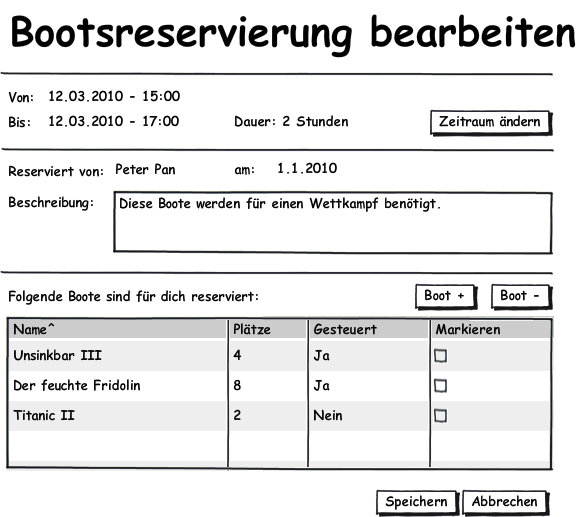 Bootsreservierung bearbeiten
Von: 12.03.2010 - 15:00
Bis: 12.03.2010 - 17:00 Dauer: 2 Stunden Zeitraum ändern
Reserviert von: Peter Pan am: 1.1.2010
Beschreibung: Diese Boote werden für einen Wettkampf benötigt.
Folgende Boote sind für dich reserviert: Boot + Boot -
Name^ Plätze Gesteuert Markieren
Unsinkbar III 4 Ja
Der feuchte Fridolin 8 Ja
Titanic II 2 Nein
Speichern Abbrechen